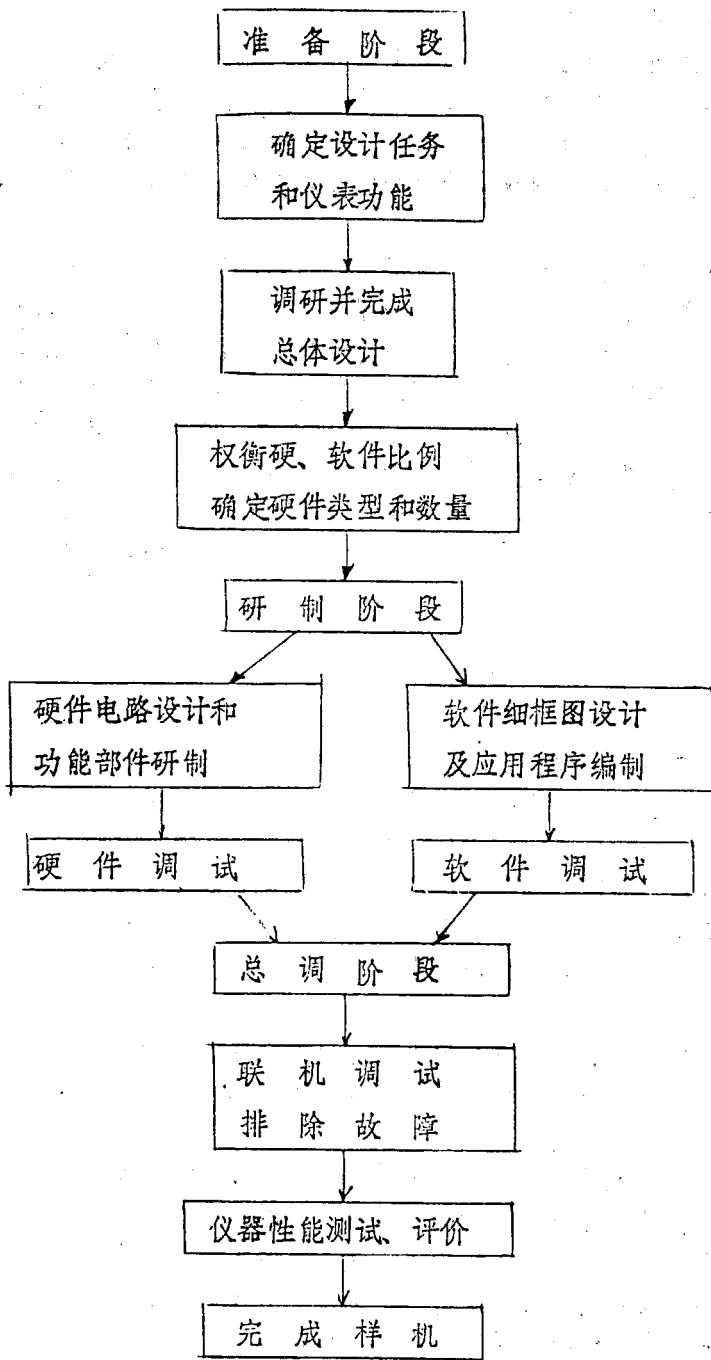 准备阶段
确定设计任务
和仪表功能
调研并完成
总体设计
权衡硬、软件比例
确定硬件类型和数量
研制阶段
硬件电路设计和
功能部件研制
软件细框图设计
及应用程序编制
硬件调试
软件调试
总调阶段
联机调试
排除故障
仪器性能测试、评价
完成样机